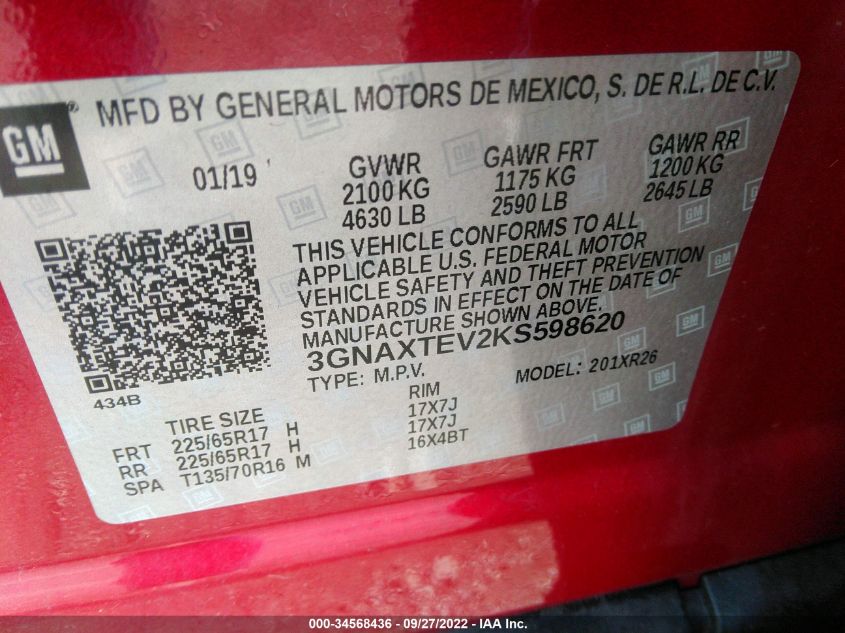 GM
MFD BY GENERAL MOTORS DE MEXICO, S. DE R.L. DE C.V.
01/19
GVWR
2100 KG
4630 LB
GAWR FRT
1175 KG
2590 LB
GAWR RR
1200 KG
2645 LB
THIS VEHICLE CONFORMS TO ALL
APPLICABLE U.S. FEDERAL MOTOR
VEHICLE SAFETY AND THEFT PREVENTION
STANDARDS IN EFFECT ON THE DATE OF
MANUFACTURE SHOWN ABOVE.
3GNAXTEV2KS598620
TYPE: M.P.V.
MODEL: 201XR26
434B
TIRE SIZE
RIM
FRT 225/65R17 H 17X7J
RR 225/65R17 H 17X7J
SPA T135/70R16 M 16X4BT
000-34568436 - 09/27/2022 - IAA Inc.